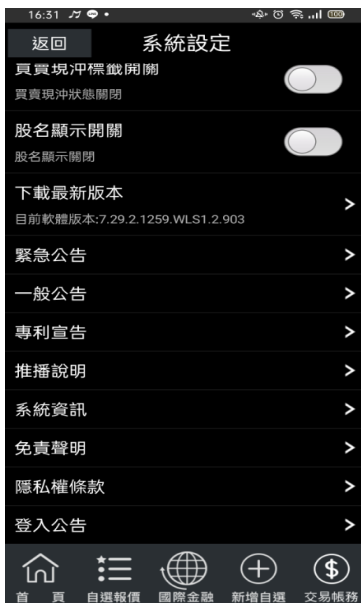 16:31
返回
系統設定
買賣現沖標籤開關
買賣現沖狀態關閉
股名顯示開關
股名顯示關閉
下載最新版本
目前軟體版本:7.29.2.1259.WLS1.2.903
緊急公告
一般公告
專利宣告
推播說明
系統資訊
免責聲明
隱私權條款
登入公告
首 頁 自選報價 國際金融 新增自選 交易帳務